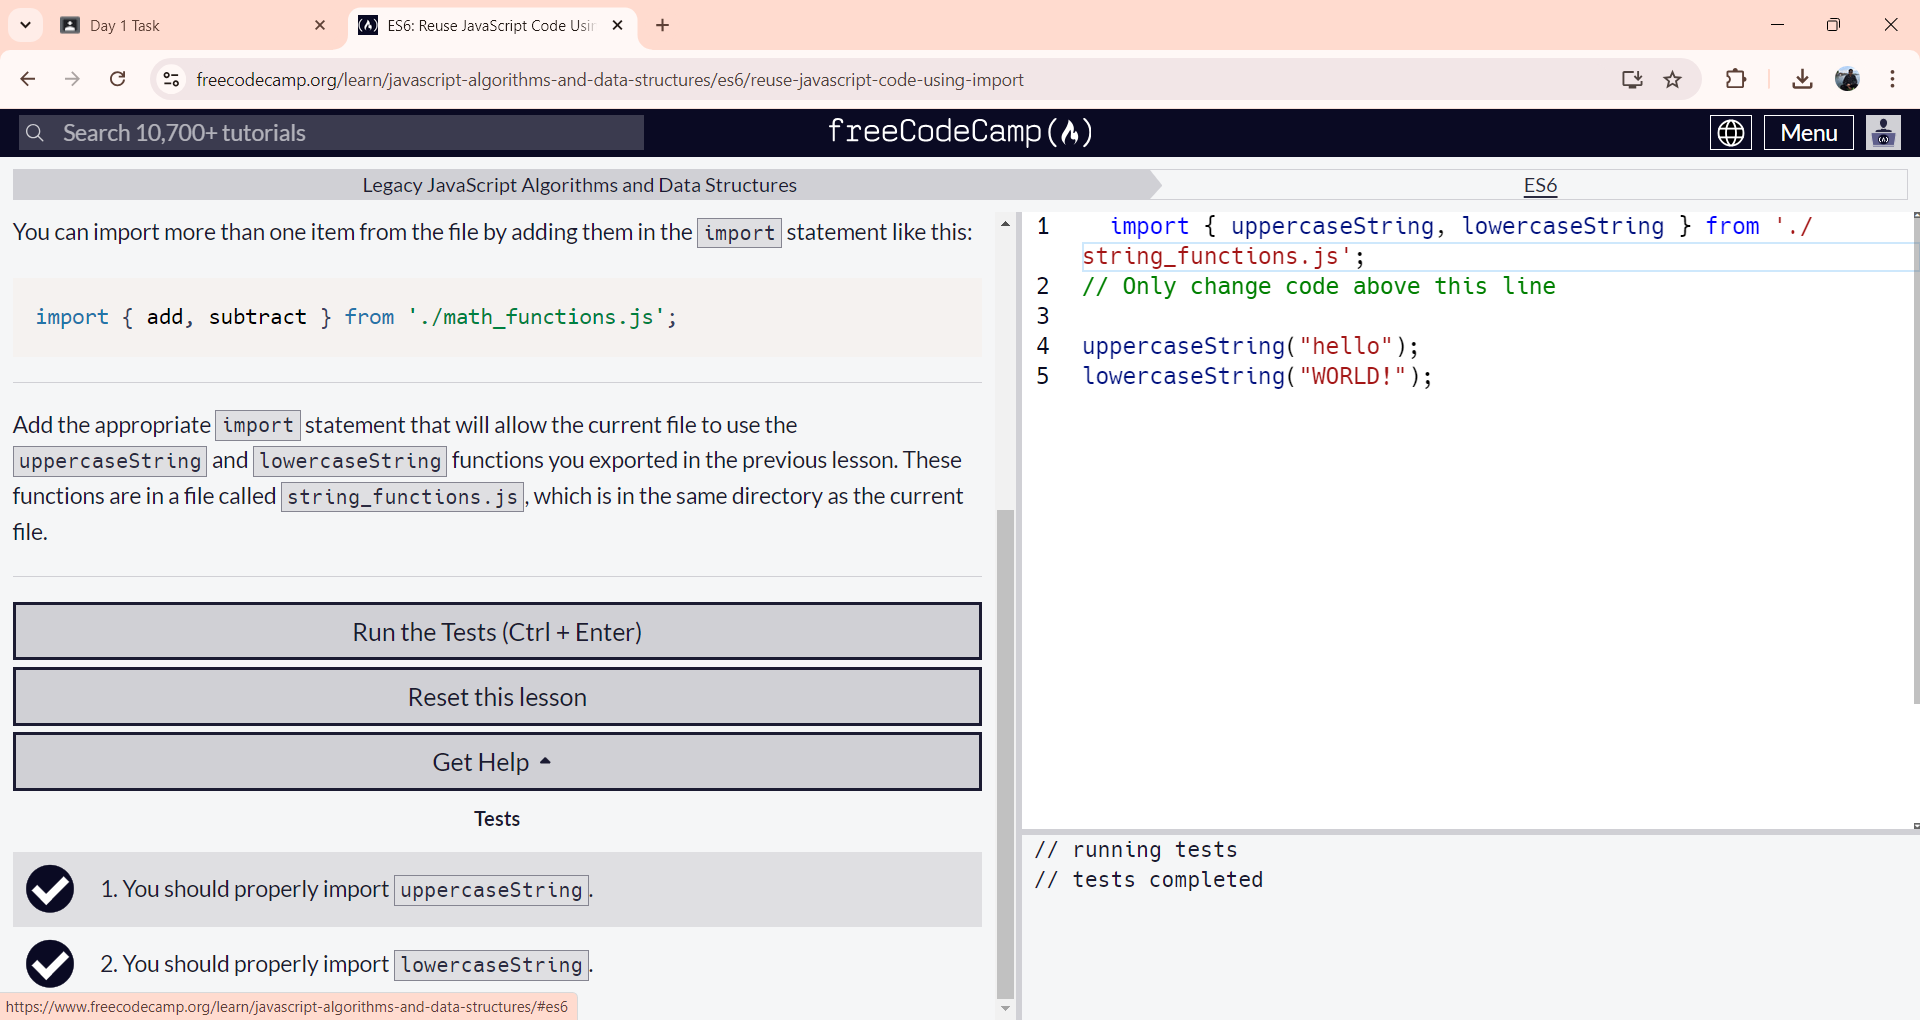 Day 1 Task
ES6: Reuse JavaScript Code Usin
freecodecamp.org/learn/javascript-algorithms-and-data-structures/es6/reuse-javascript-code-using-import
Search 10,700+ tutorials
freeCodeCamp
Menu
Legacy JavaScript Algorithms and Data Structures
ES6
You can import more than one item from the file by adding them in the import statement like this:
import { add, subtract } from './math_functions.js';
Add the appropriate import statement that will allow the current file to use the
uppercaseString and lowercaseString functions you exported in the previous lesson. These
functions are in a file called string_functions.js, which is in the same directory as the current
file.
Run the Tests (Ctrl + Enter)
Reset this lesson
Get Help
Tests
1. You should properly import uppercaseString.
2. You should properly import lowercaseString.
https://www.freecodecamp.org/learn/javascript-algorithms-and-data-structures/#es6
1 import { uppercaseString, lowercaseString } from './
string_functions.js';
2 // Only change code above this line
3
4 uppercaseString("hello");
5 lowercaseString("WORLD!");
// running tests
// tests completed